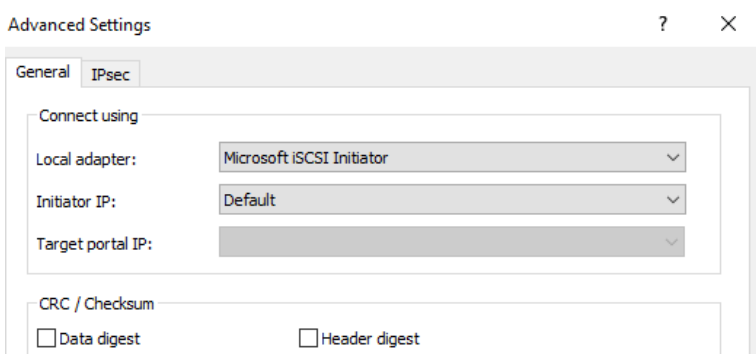 Advanced Settings ? ×
General IPsec
Connect using
Local adapter: Microsoft iSCSI Initiator
Initiator IP: Default
Target portal IP:
CRC / Checksum
Data digest Header digest